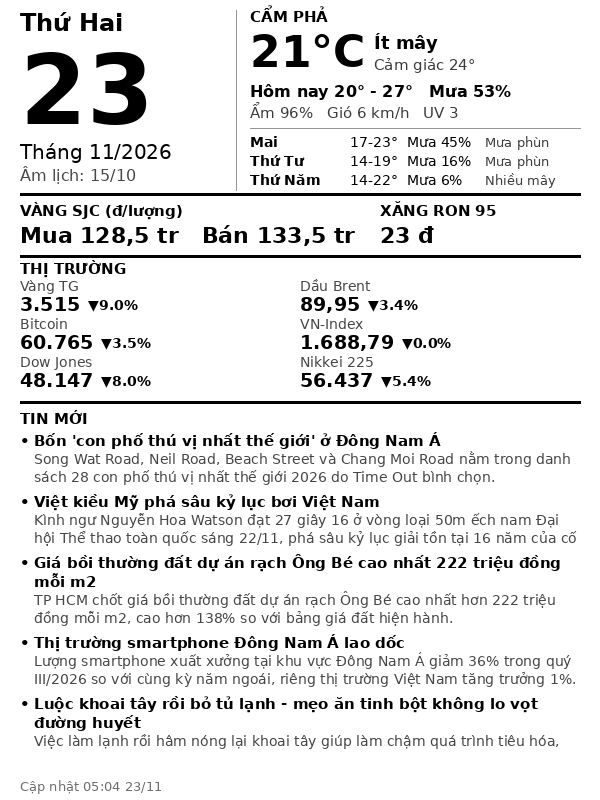 Thứ Hai
23
Tháng 11/2026
Âm lịch: 15/10
CẨM PHẢ
21°C Ít mây
Cảm giác 24°
Hôm nay 20° - 27° Mưa 53%
Ẩm 96% Gió 6 km/h UV 3
Mai 17-23° Mưa 45% Mưa phùn
Thứ Tư 14-19° Mưa 16% Mưa phùn
Thứ Năm 14-22° Mưa 6% Nhiều mây
VÀNG SJC (đ/lượng)
Mua 128,5 tr Bán 133,5 tr
XĂNG RON 95
23 đ
THỊ TRƯỜNG
Vàng TG
3.515 ▼9.0%
Dầu Brent
89,95 ▼3.4%
Bitcoin
60.765 ▼3.5%
VN-Index
1.688,79 ▼0.0%
Dow Jones
48.147 ▼8.0%
Nikkei 225
56.437 ▼5.4%
TIN MỚI
• Bốn 'con phố thú vị nhất thế giới' ở Đông Nam Á
Song Wat Road, Neil Road, Beach Street và Chang Moi Road nằm trong danh
sách 28 con phố thú vị nhất thế giới 2026 do Time Out bình chọn.
• Việt kiều Mỹ phá sâu kỷ lục bơi Việt Nam
Kình ngư Nguyễn Hoa Watson đạt 27 giây 16 ở vòng loại 50m ếch nam Đại
hội Thể thao toàn quốc sáng 22/11, phá sâu kỷ lục giải tồn tại 16 năm của cố
• Giá bồi thường đất dự án rạch Ông Bé cao nhất 222 triệu đồng
mỗi m2
TP HCM chốt giá bồi thường đất dự án rạch Ông Bé cao nhất hơn 222 triệu
đồng mỗi m2, cao hơn 138% so với bảng giá đất hiện hành.
• Thị trường smartphone Đông Nam Á lao dốc
Lượng smartphone xuất xưởng tại khu vực Đông Nam Á giảm 36% trong quý
III/2026 so với cùng kỳ năm ngoái, riêng thị trường Việt Nam tăng trưởng 1%.
• Luộc khoai tây rồi bỏ tủ lạnh - mẹo ăn tinh bột không lo vọt
đường huyết
Việc làm lạnh rồi hâm nóng lại khoai tây giúp làm chậm quá trình tiêu hóa,
Cập nhật 05:04 23/11